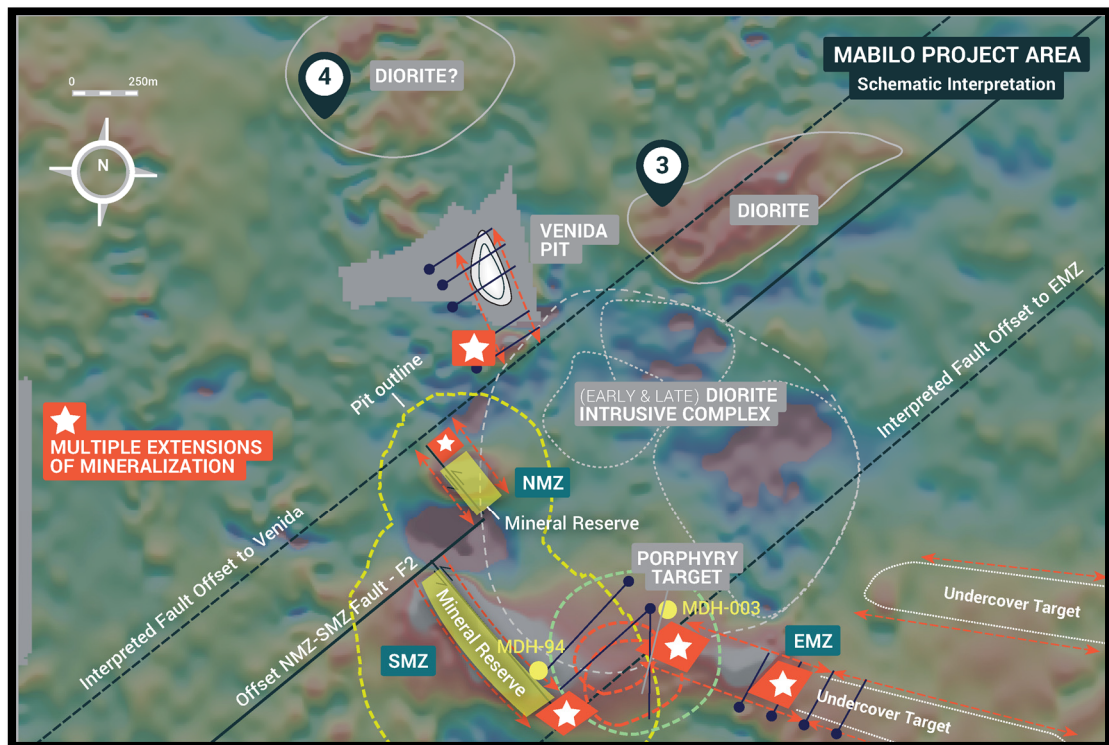 MABILO PROJECT AREA
Schematic Interpretation
0 250m
N
4
DIORITE?
3
DIORITE
VENIDA
PIT
Pit outline
(EARLY & LATE) DIORITE
INTRUSIVE COMPLEX
Interpreted Fault Offset to EMZ
MULTIPLE EXTENSIONS
OF MINERALIZATION
NMZ
Mineral Reserve
Interpreted Fault Offset to Venida
Offset NMZ-SMZ Fault - F2
PORPHYRY
TARGET
MDH-003
Undercover Target
Mineral Reserve
MDH-94
SMZ
EMZ
Undercover Target